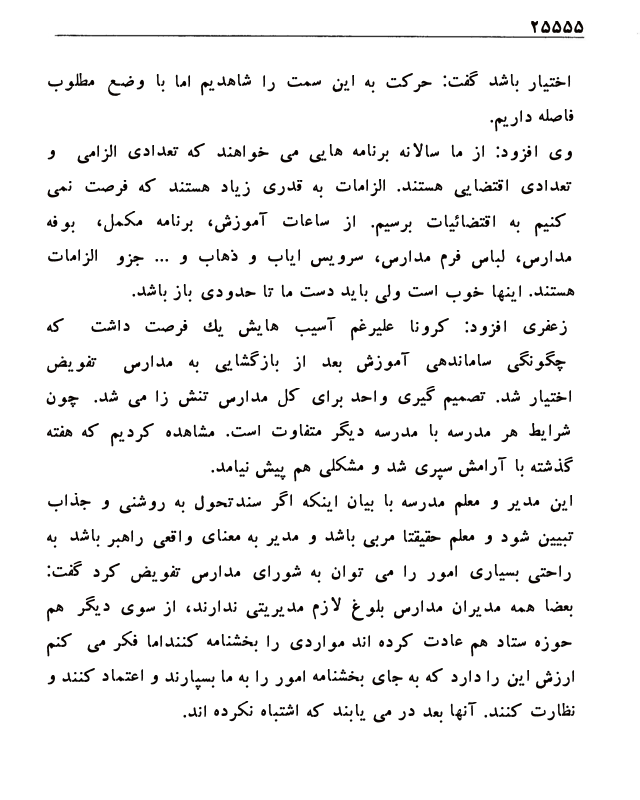 ۲۵۵۵۵
اختیار باشد گفت: حرکت به این سمت را شاهدیم اما با وضع مطلوب
فاصله داریم.
وی افزود: از ما سالانه برنامه هایی می خواهند که تعدادی الزامی و
تعدادی اقتضایی هستند. الزامات به قدری زیاد هستند که فرصت نمی
کنیم به اقتضائیات برسیم. از ساعات آموزش، برنامه مکمل، بوفه
مدارس، لباس فرم مدارس، سرویس ایاب و ذهاب و ... جزو الزامات
هستند. اینها خوب است ولی باید دست ما تا حدودی باز باشد.
زعفری افزود: کرونا علیرغم آسیب هایش یك فرصت داشت که
چگونگی ساماندهی آموزش بعد از بازگشایی به مدارس تفویض
اختیار شد. تصمیم گیری واحد برای کل مدارس تنش زا می شد. چون
شرایط هر مدرسه با مدرسه دیگر متفاوت است. مشاهده کردیم که هفته
گذشته با آرامش سپری شد و مشکلی هم پیش نیامد.
این مدیر و معلم مدرسه با بیان اینکه اگر سندتحول به روشنی و جذاب
تبیین شود و معلم حقیقتا مربی باشد و مدیر به معنای واقعی راهبر باشد به
راحتی بسیاری امور را می توان به شورای مدارس تفویض کرد گفت:
بعضا همه مدیران مدارس بلوغ لازم مدیریتی ندارند، از سوی دیگر هم
حوزه ستاد هم عادت کرده اند مواردی را بخشنامه کننداما فکر می کنم
ارزش این را دارد که به جای بخشنامه امور را به ما بسپارند و اعتماد کنند و
نظارت کنند. آنها بعد در می یابند که اشتباه نکرده اند.